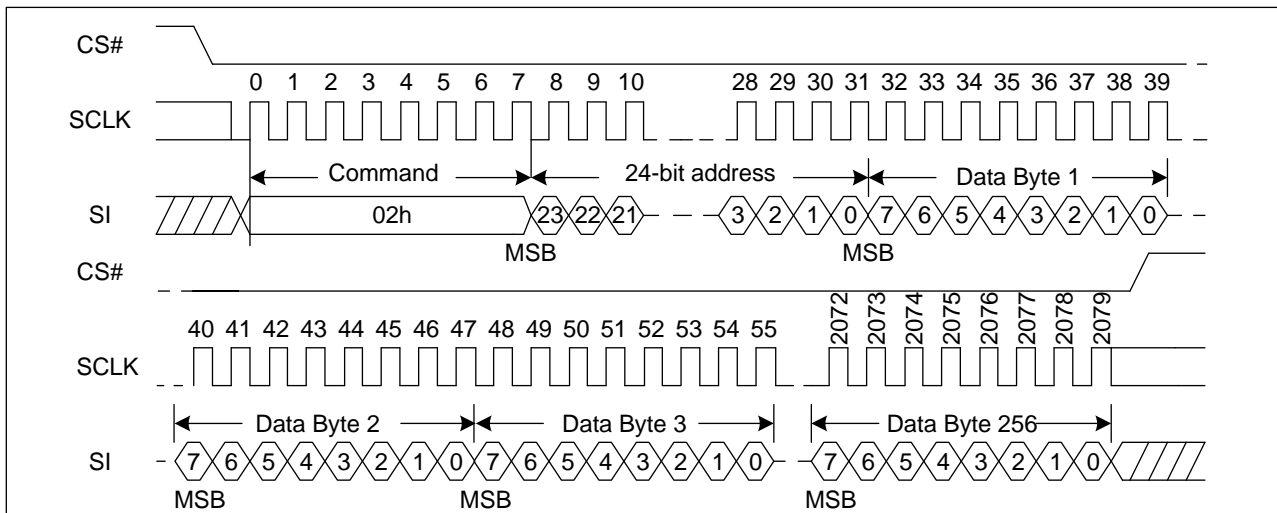 CS#
0 1 2 3 4 5 6 7 8 9 10 28 29 30 31 32 33 34 35 36 37 38 39
SCLK
Command 24-bit address Data Byte 1
SI 02h 23 22 21 3 2 1 0 7 6 5 4 3 2 1 0
MSB MSB
CS#
40 41 42 43 44 45 46 47 48 49 50 51 52 53 54 55 2072 2073 2074 2075 2076 2077 2078 2079
SCLK
Data Byte 2 Data Byte 3 Data Byte 256
SI 7 6 5 4 3 2 1 0 7 6 5 4 3 2 1 0 7 6 5 4 3 2 1 0
MSB MSB MSB